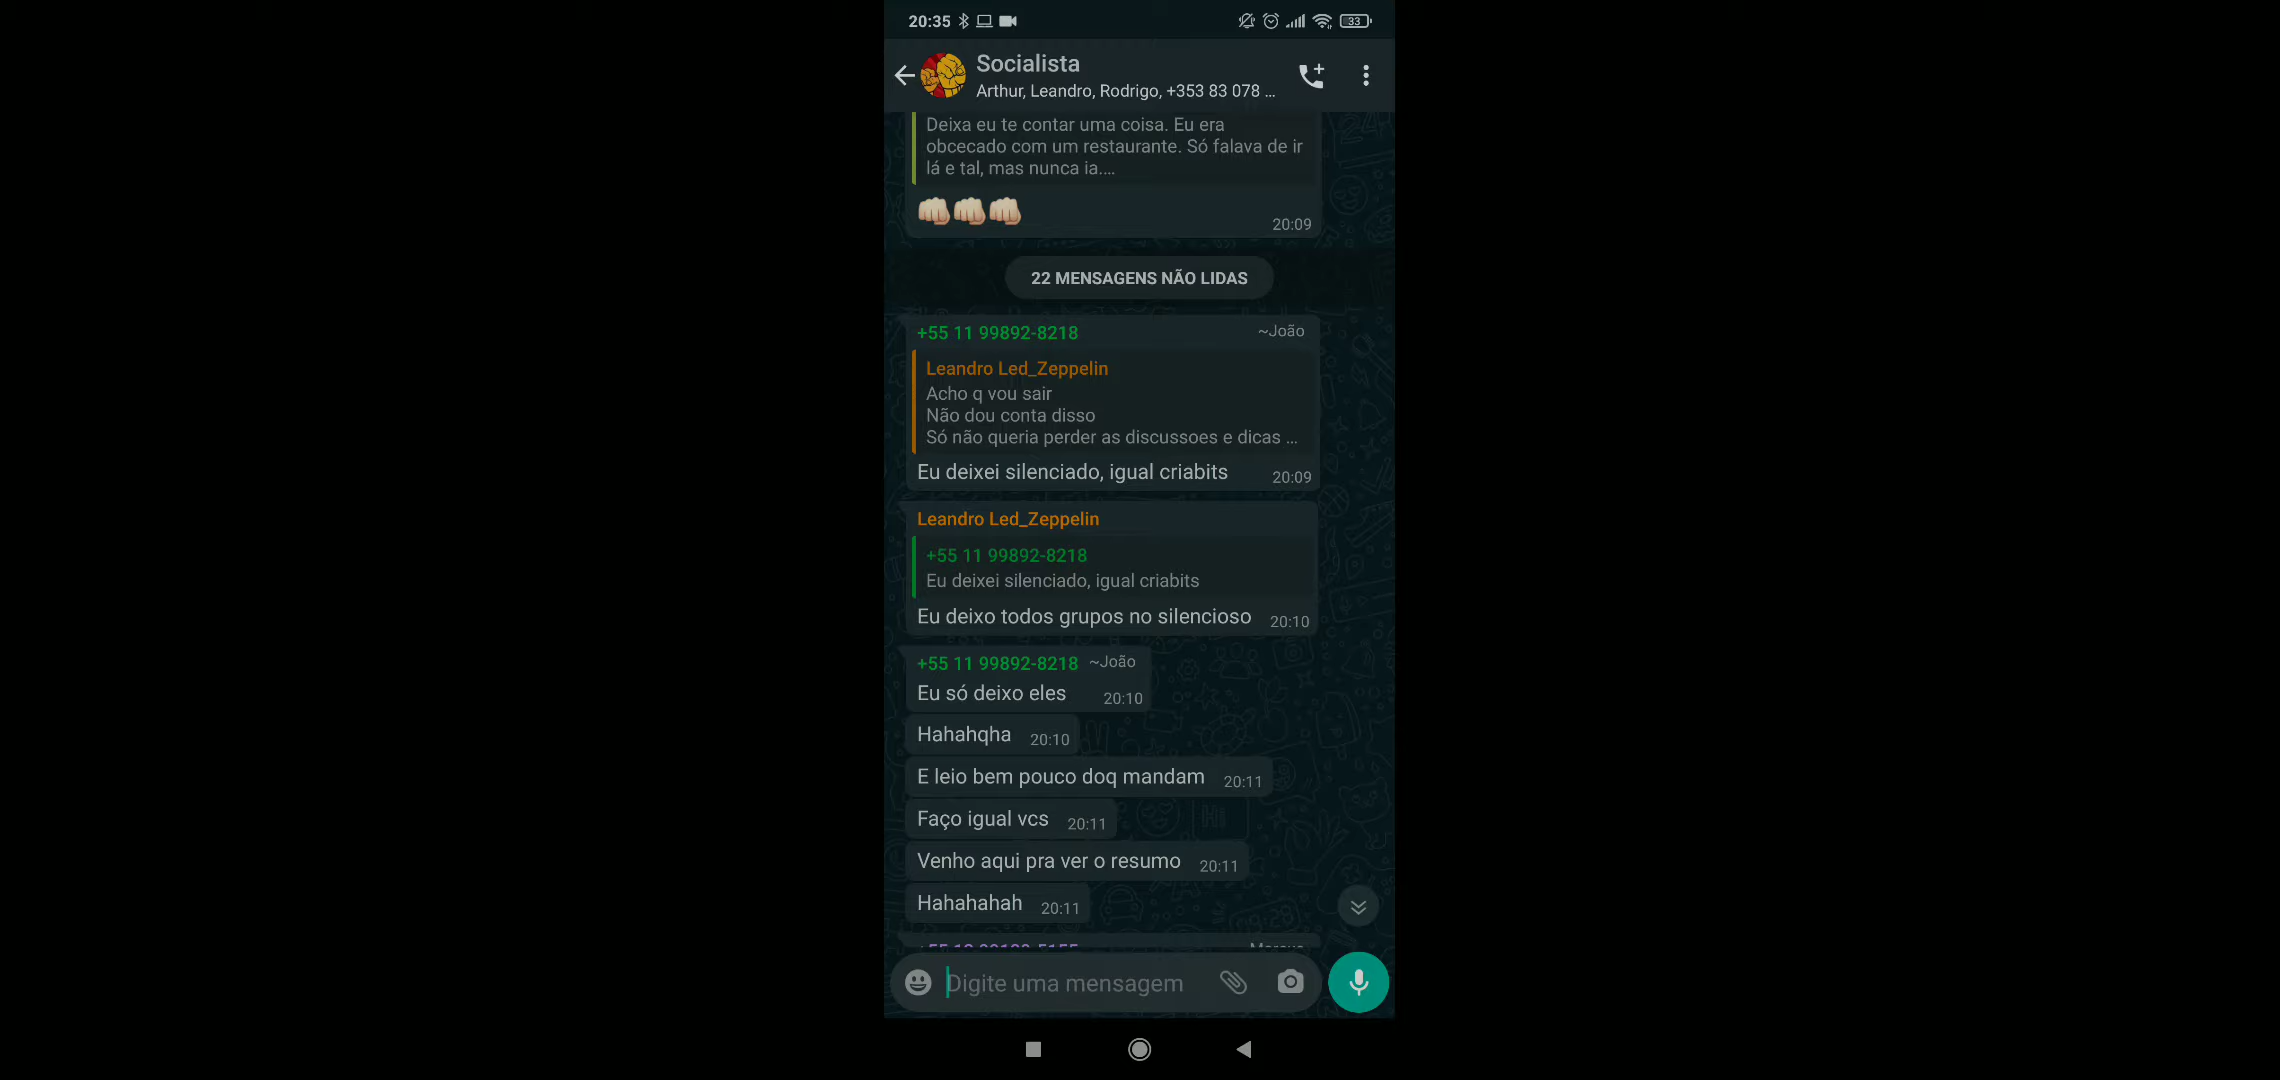 20:35
33
Socialista
Arthur, Leandro, Rodrigo, +353 83 078 ...
Deixa eu te contar uma coisa. Eu era
obcecado com um restaurante. Só falava de ir
lá e tal, mas nunca ia....
20:09
22 MENSAGENS NÃO LIDAS
+55 11 99892-8218 ~João
Leandro Led_Zeppelin
Acho q vou sair
Não dou conta disso
Só não queria perder as discussoes e dicas ...
Eu deixei silenciado, igual criabits 20:09
Leandro Led_Zeppelin
+55 11 99892-8218
Eu deixei silenciado, igual criabits
Eu deixo todos grupos no silencioso 20:10
+55 11 99892-8218 ~João
Eu só deixo eles 20:10
Hahahqha 20:10
E leio bem pouco doq mandam 20:11
Faço igual vcs 20:11
Venho aqui pra ver o resumo 20:11
Hahahahah 20:11
Digite uma mensagem